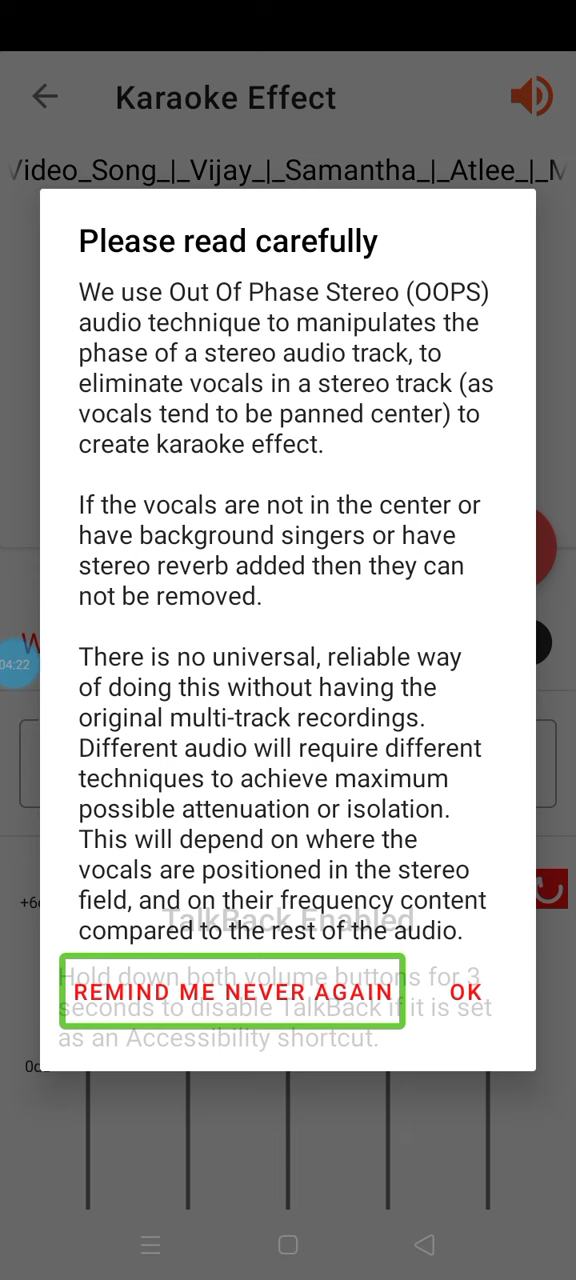 Karaoke Effect
Video_Song_|_Vijay_|_Samantha_|_Atlee_|_M
Please read carefully
We use Out Of Phase Stereo (OOPS)
audio technique to manipulates the
phase of a stereo audio track, to
eliminate vocals in a stereo track (as
vocals tend to be panned center) to
create karaoke effect.
If the vocals are not in the center or
have background singers or have
stereo reverb added then they can
not be removed.
There is no universal, reliable way
of doing this without having the
original multi-track recordings.
Different audio will require different
techniques to achieve maximum
possible attenuation or isolation.
This will depend on where the
vocals are positioned in the stereo
field, and on their frequency content
compared to the rest of the audio.
TalkBack Enabled
Hold down both volume buttons for 3
seconds to disable TalkBack if it is set
as an Accessibility shortcut.
REMIND ME NEVER AGAIN OK
04:22